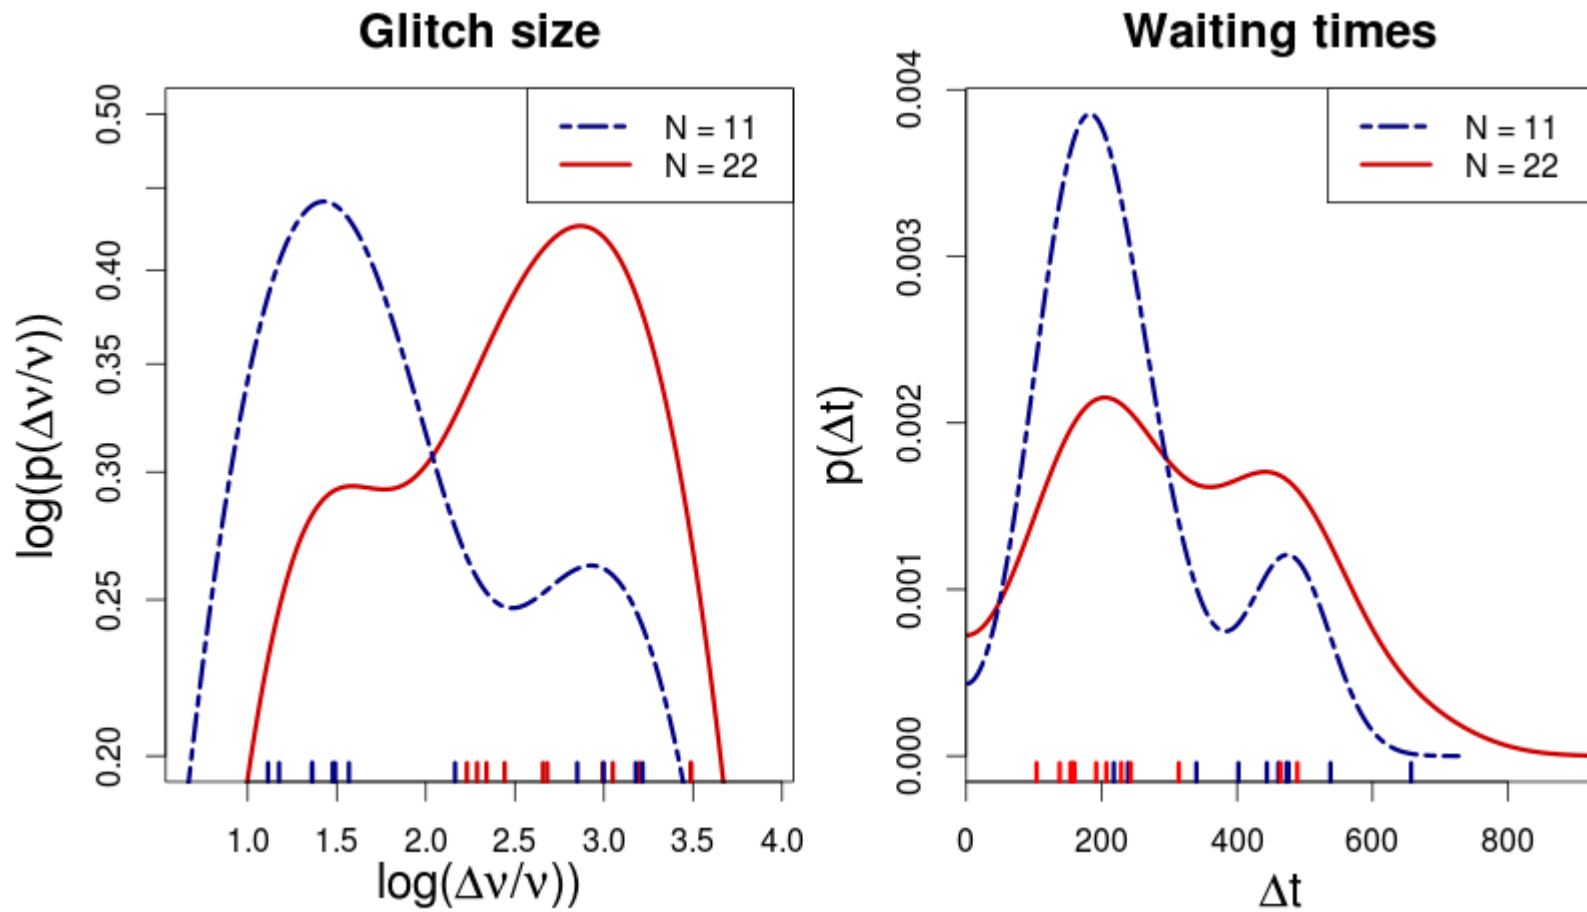 Glitch size
N = 11
N = 22
0.50
0.40
0.35
0.30
0.25
0.20
log(p(Δν/ν))
1.0 1.5 2.0 2.5 3.0 3.5 4.0
log(Δν/ν))
Waiting times
N = 11
N = 22
0.004
0.003
0.002
0.001
0.000
p(Δt)
0 200 400 600 800
Δt